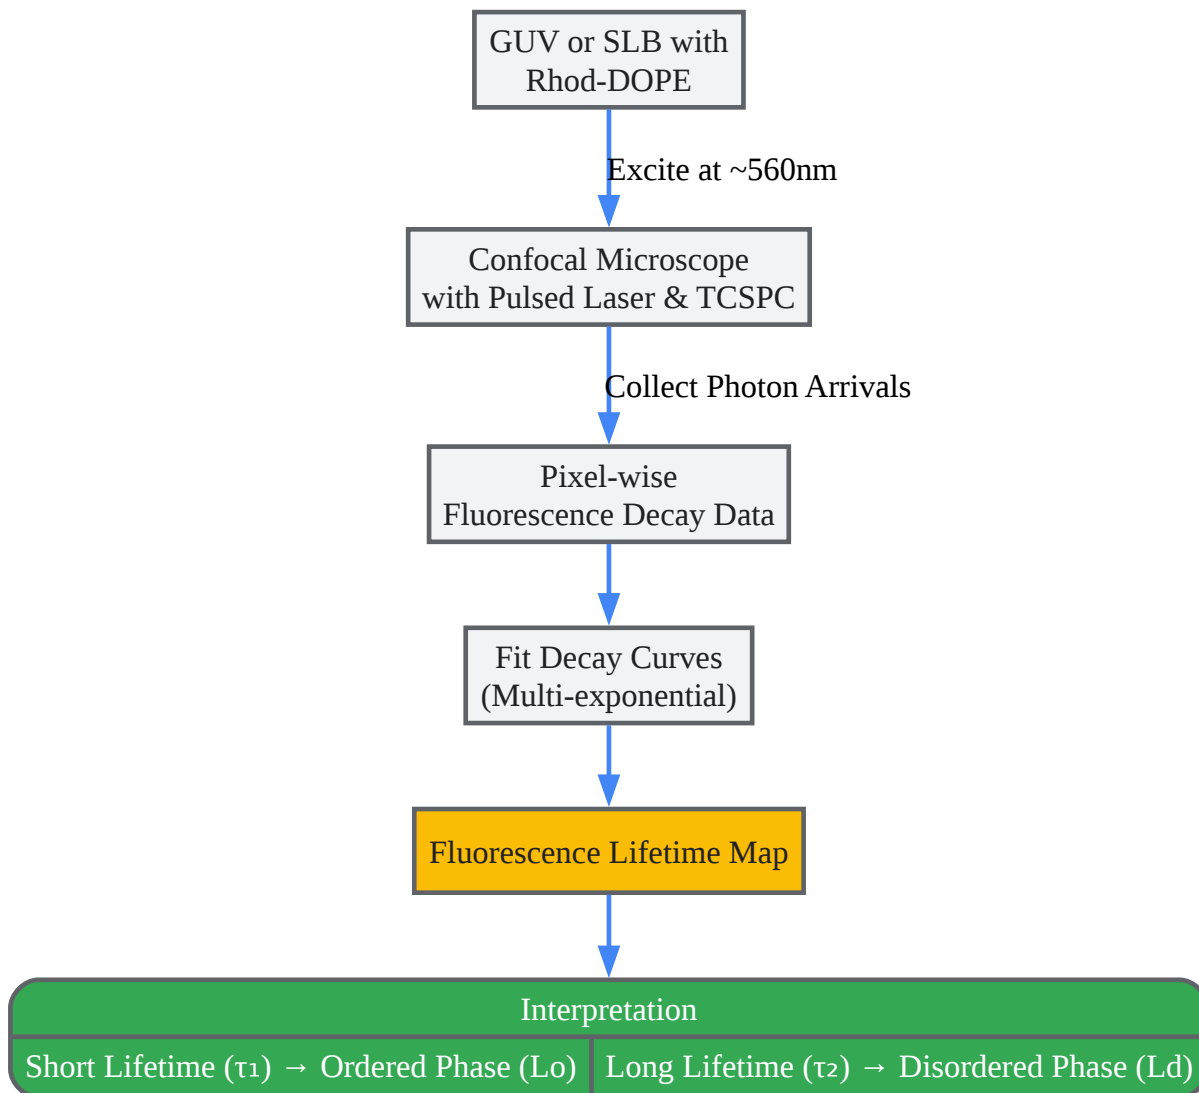 GUV or SLB with
Rhod-DOPE
Excite at ~560nm
Confocal Microscope
with Pulsed Laser & TCSPC
Collect Photon Arrivals
Pixel-wise
Fluorescence Decay Data
Fit Decay Curves
(Multi-exponential)
Fluorescence Lifetime Map
Interpretation
Short Lifetime (τ₁) → Ordered Phase (Lo)
Long Lifetime (τ₂) → Disordered Phase (Ld)